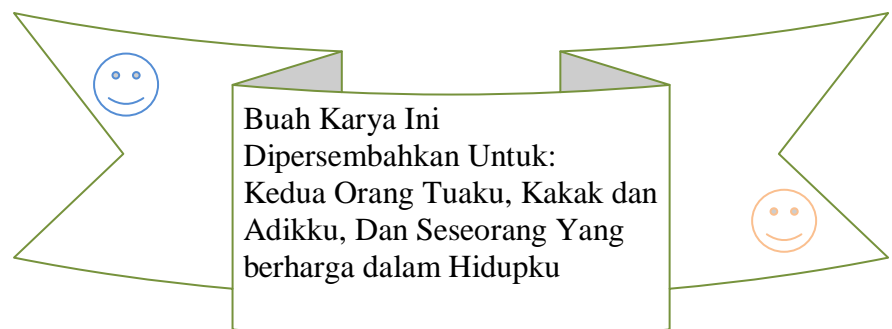 Buah Karya Ini
Dipersembahkan Untuk:
Kedua Orang Tuaku, Kakak dan
Adikku, Dan Seseorang Yang
berharga dalam Hidupku